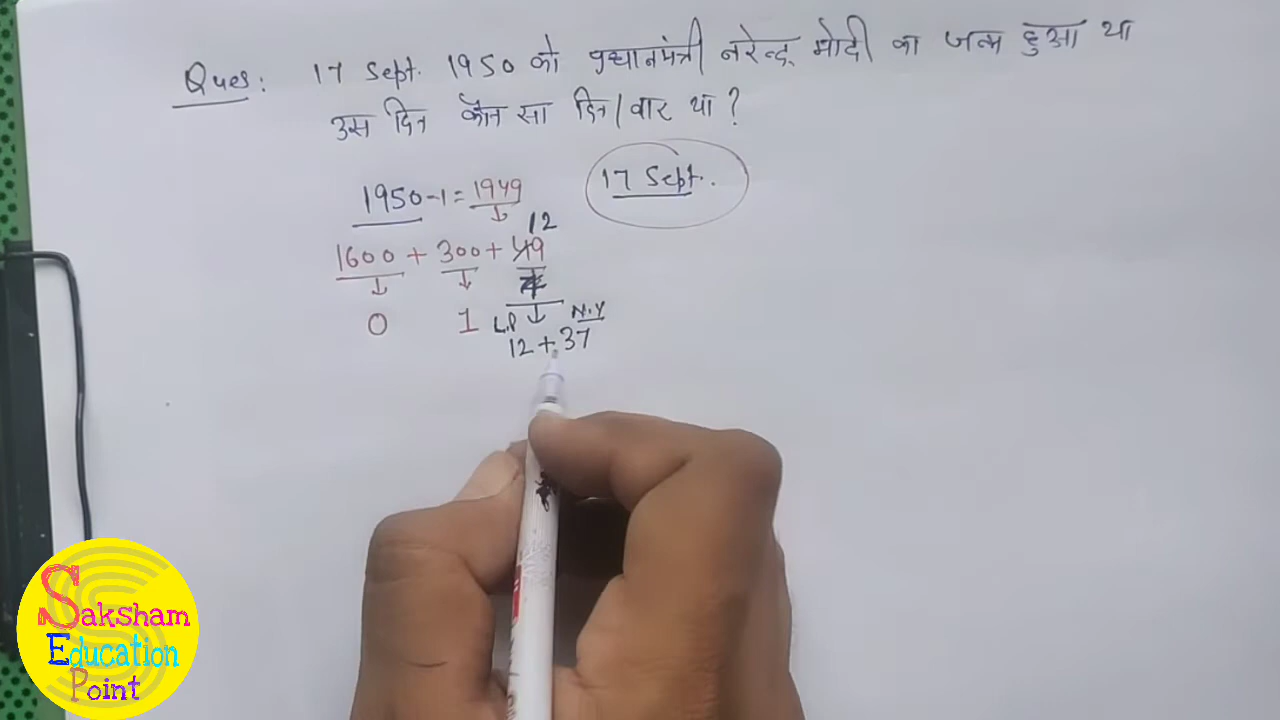 Ques: 17 Sept. 1950 को प्रधानमंत्री नरेन्द्र मोदी का जन्म हुआ था
उस दिन कौन सा दिन/वार था ?
1950-1=1949
17 Sept.
12
1600 + 300 + 49
4
L.P N.Y
0 1 12 + 37
Saksham
Education
Point